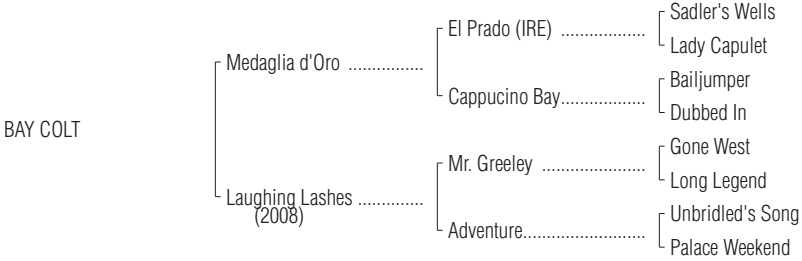 Sadler's Wells
El Prado (IRE) ..................
Lady Capulet
Medaglia d'Oro ................
Bailjumper
Cappucino Bay..................
Dubbed In
BAY COLT
Gone West
Mr. Greeley ......................
Long Legend
Laughing Lashes ..............
(2008)
Unbridled's Song
Adventure..........................
Palace Weekend